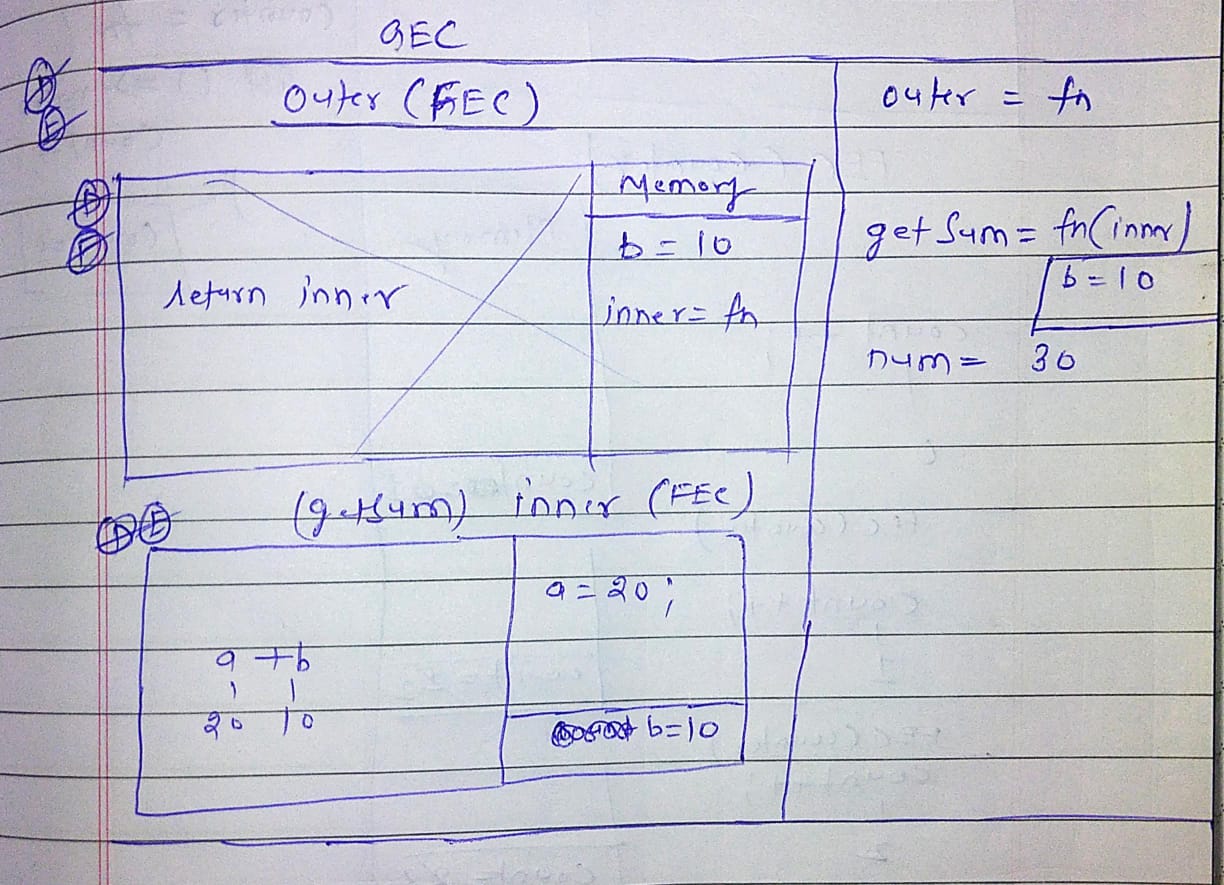 GEC
Outer (FEC)
outer = fn
Memory
b = 10
getSum = fn(inner)
b = 10
return inner
inner = fn
num = 30
(getSum) inner (FEC)
a = 20;
a + b
20 10
b=10